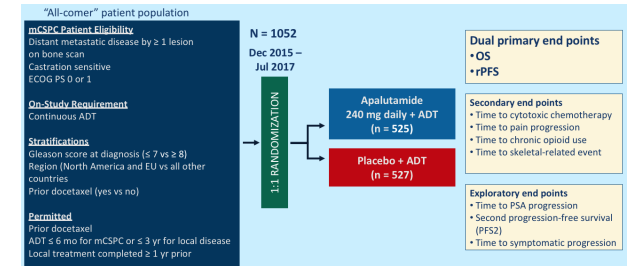 “All-comer” patient population
mCSPC Patient Eligibility
Distant metastatic disease by ≥ 1 lesion
on bone scan
Castration sensitive
ECOG PS 0 or 1
On-Study Requirement
Continuous ADT
Stratifications
Gleason score at diagnosis (≤ 7 vs ≥ 8)
Region (North America and EU vs all other
countries
Prior docetaxel (yes vs no)
Permitted
Prior docetaxel
ADT ≤ 6 mo for mCSPC or ≤ 3 yr for local disease
Local treatment completed ≥ 1 yr prior
N = 1052
Dec 2015 –
Jul 2017
1:1 RANDOMIZATION
Apalutamide
240 mg daily + ADT
(n = 525)
Placebo + ADT
(n = 527)
Dual primary end points
• OS
• rPFS
Secondary end points
• Time to cytotoxic chemotherapy
• Time to pain progression
• Time to chronic opioid use
• Time to skeletal-related event
Exploratory end points
• Time to PSA progression
• Second progression-free survival
(PFS2)
• Time to symptomatic progression